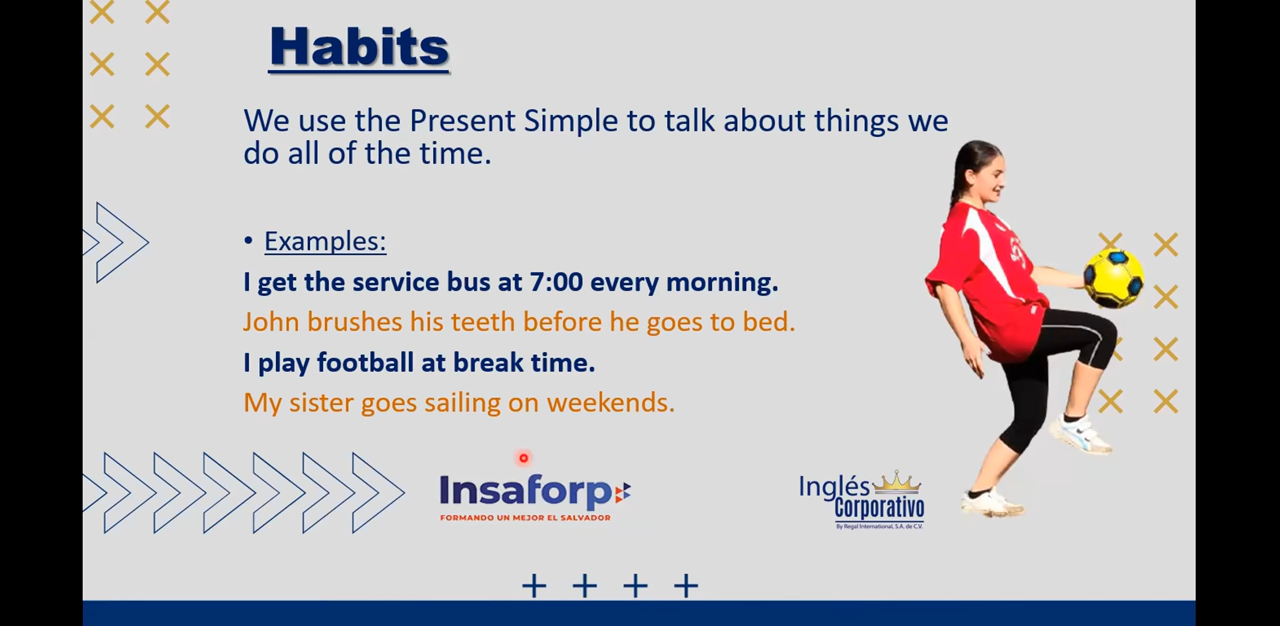 Habits
We use the Present Simple to talk about things we
do all of the time.
• Examples:
I get the service bus at 7:00 every morning.
John brushes his teeth before he goes to bed.
I play football at break time.
My sister goes sailing on weekends.
Insaforp
FORMANDO UN MEJOR EL SALVADOR
Inglés
Corporativo
By Regal International, S.A. de C.V.